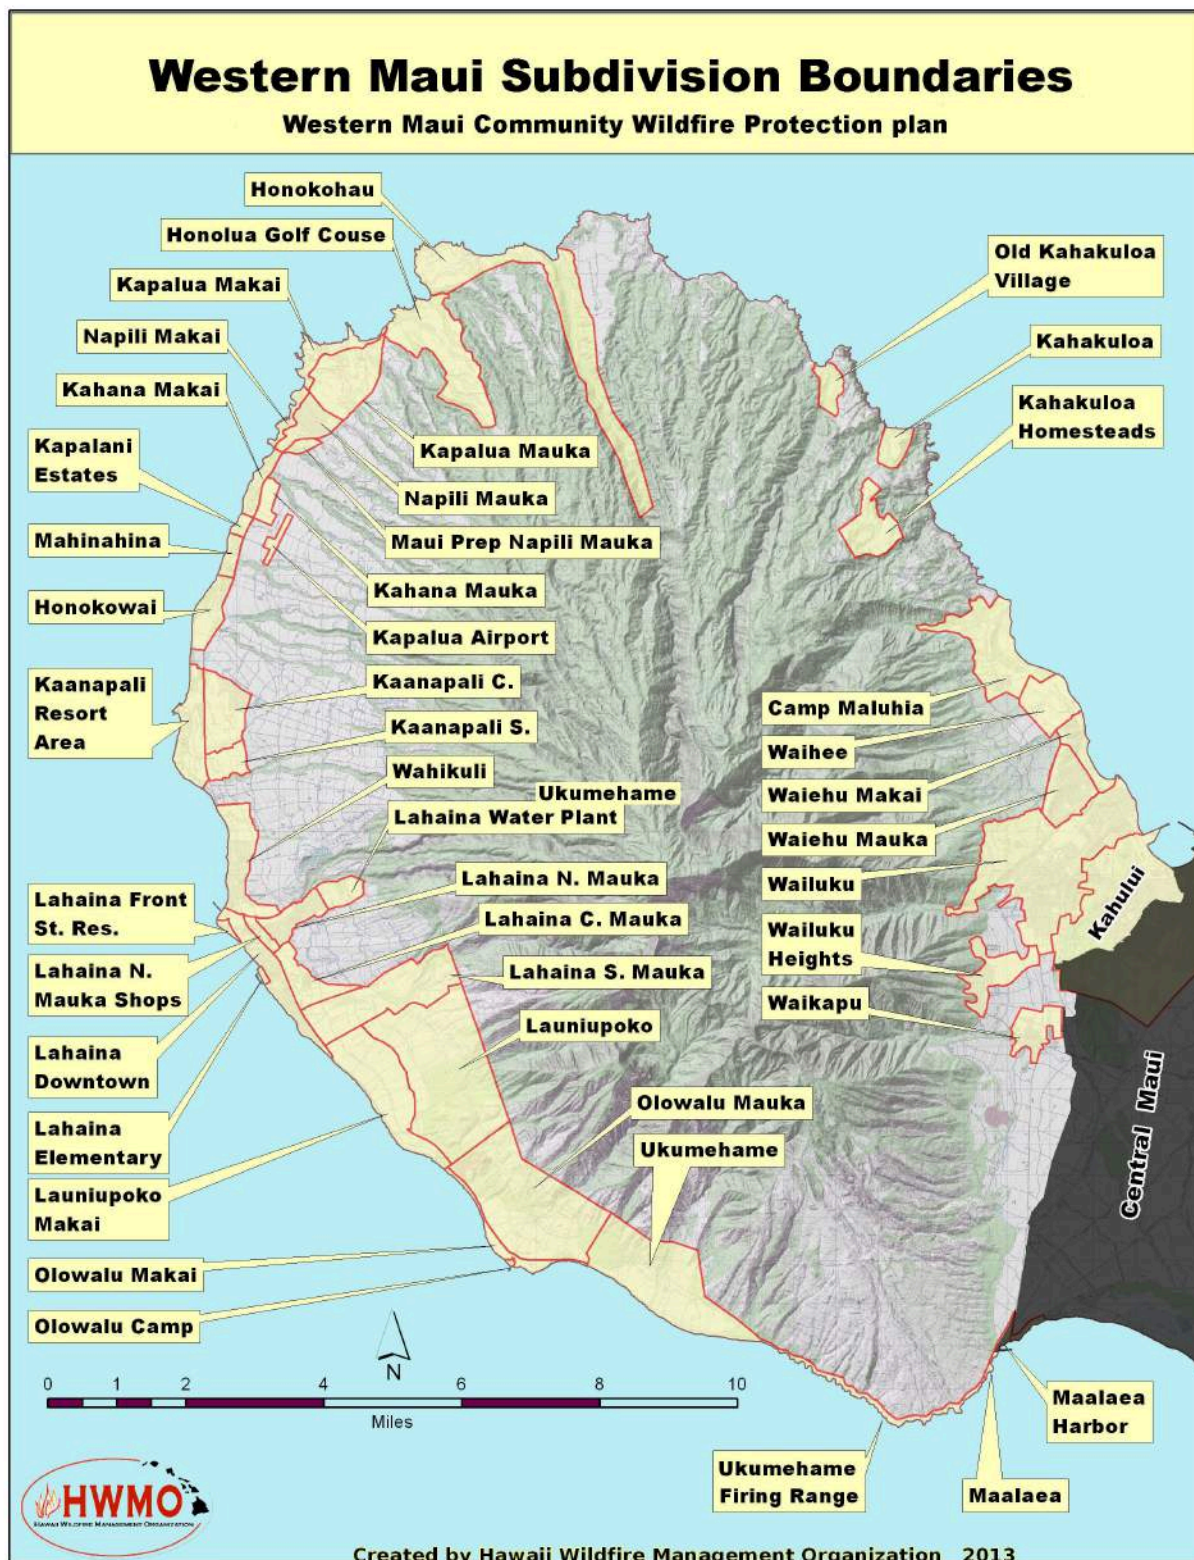 Western Maui Subdivision Boundaries
Western Maui Community Wildfire Protection plan
Honokohau
Honolua Golf Couse
Kapalua Makai
Napili Makai
Kahana Makai
Kapalani
Estates
Mahinahina
Honokowai
Kaanapali
Resort
Area
Old Kahakuloa
Village
Kahakuloa
Kahakuloa
Homesteads
Kapalua Mauka
Napili Mauka
Maui Prep Napili Mauka
Kahana Mauka
Kapalua Airport
Kaanapali C.
Kaanapali S.
Wahikuli
Ukumehame
Lahaina Water Plant
Lahaina N. Mauka
Lahaina C. Mauka
Lahaina S. Mauka
Launiupoko
Olowalu Mauka
Ukumehame
Camp Maluhia
Waihee
Waiehu Makai
Waiehu Mauka
Wailuku
Wailuku
Heights
Waikapu
Kahului
Central Maui
Lahaina Front
St. Res.
Lahaina N.
Mauka Shops
Lahaina
Downtown
Lahaina
Elementary
Launiupoko
Makai
Olowalu Makai
Olowalu Camp
N
0 1 2 4 6 8 10
Miles
Maalaea
Harbor
Ukumehame
Firing Range
Maalaea
HWMO
HAWAII WILDFIRE MANAGEMENT ORGANIZATION
Created by Hawaii Wildfire Management Organization 2013